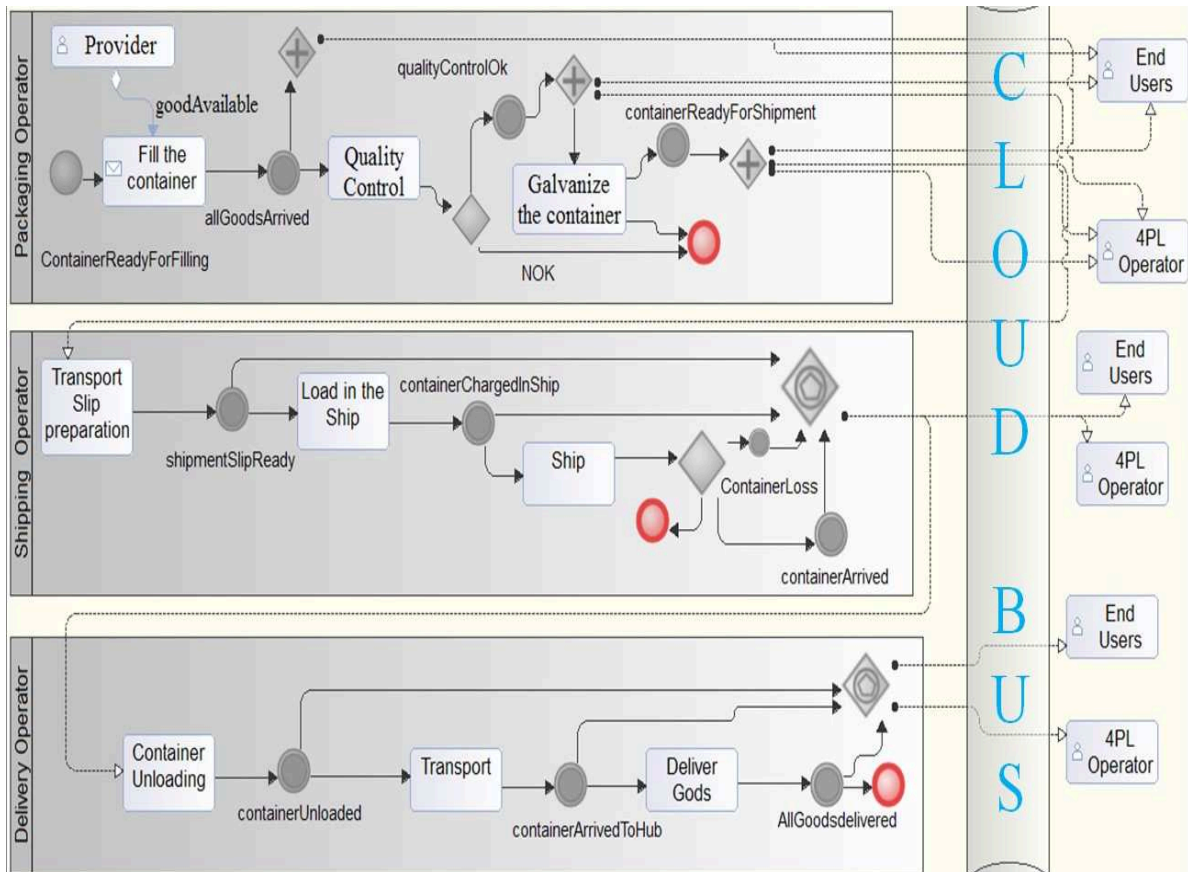 Packaging Operator
Provider
goodAvailable
Fill the
container
ContainerReadyForFilling
allGoodsArrived
Quality
Control
qualityControlOk
Galvanize
the container
containerReadyForShipment
NOK
End
Users
4PL
Operator
Shipping Operator
Transport
Slip
preparation
shipmentSlipReady
Load in the
Ship
containerChargedInShip
Ship
ContainerLoss
containerArrived
End
Users
4PL
Operator
Delivery Operator
Container
Unloading
containerUnloaded
Transport
containerArrivedToHub
Deliver
Gods
AllGoodsdelivered
End
Users
4PL
Operator
CLOUD BUS